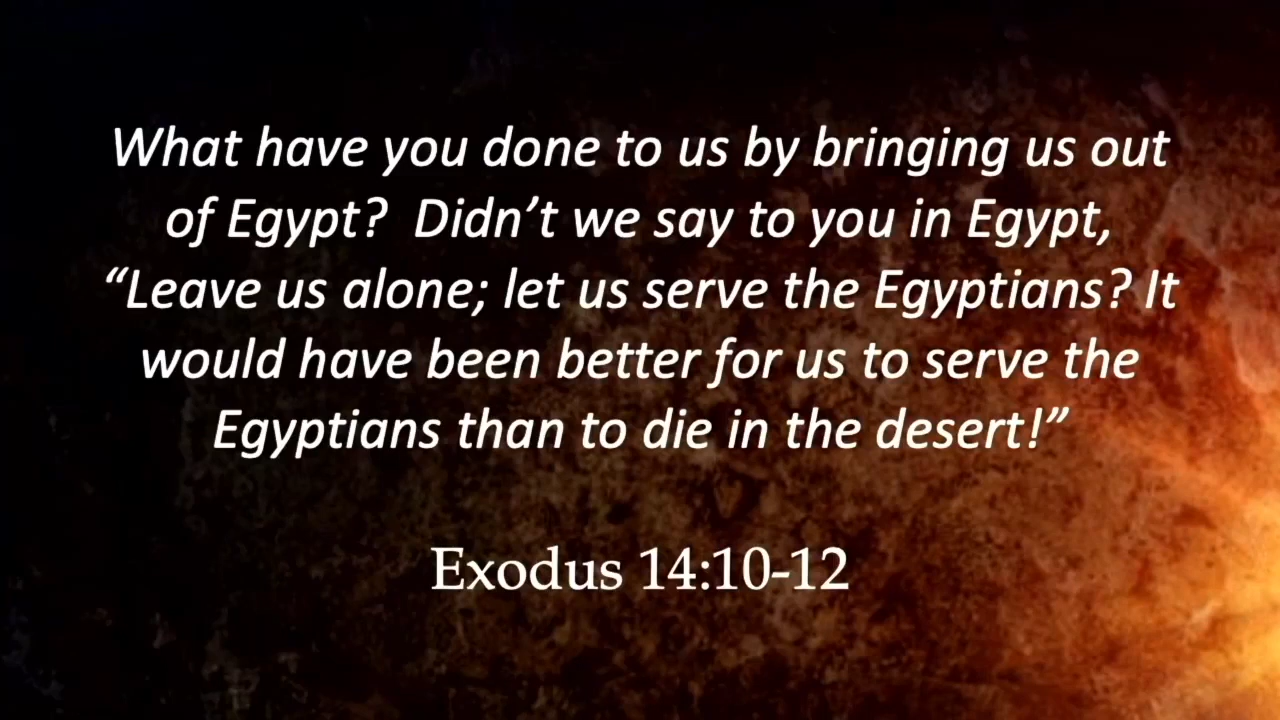 What have you done to us by bringing us out
of Egypt?  Didn’t we say to you in Egypt,
“Leave us alone; let us serve the Egyptians? It
would have been better for us to serve the
Egyptians than to die in the desert!”
Exodus 14:10-12